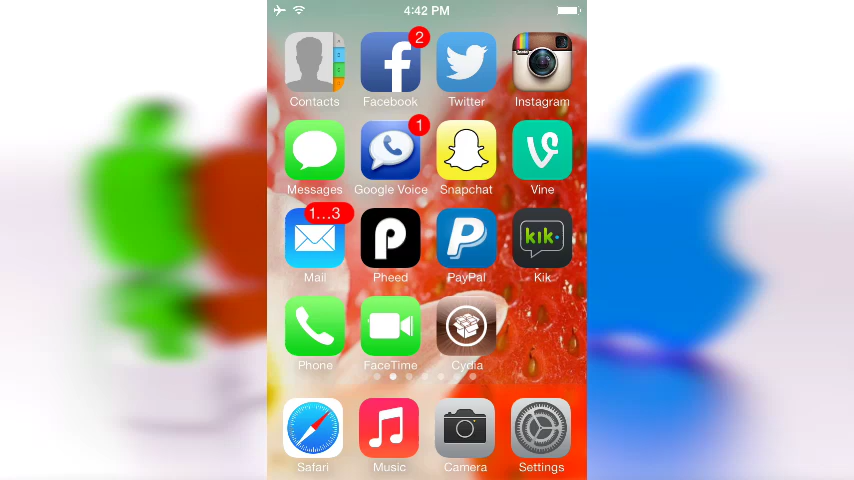 4:42 PM
2
Contacts Facebook Twitter Instagram
1
Messages Google Voice Snapchat Vine
1...3
kik
Mail Pheed PayPal Kik
Phone FaceTime Cydia
Safari Music Camera Settings